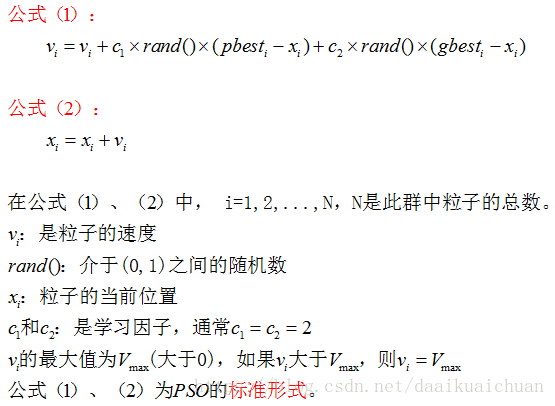 公式（1）：
v_i = v_i + c_1 × rand() × (pbest_i − x_i) + c_2 × rand() × (gbest_i − x_i)
公式（2）：
x_i = x_i + v_i
在公式（1）、（2）中， i=1,2,...,N，N是此群中粒子的总数。
v_i：是粒子的速度
rand()：介于(0,1)之间的随机数
x_i：粒子的当前位置
c_1和c_2：是学习因子，通常c_1 = c_2 = 2
v_i的最大值为V_max(大于0)，如果v_i大于V_max，则v_i = V_max
公式（1）、（2）为PSO的标准形式。
http://blog.csdn.net/daaikuaichuan